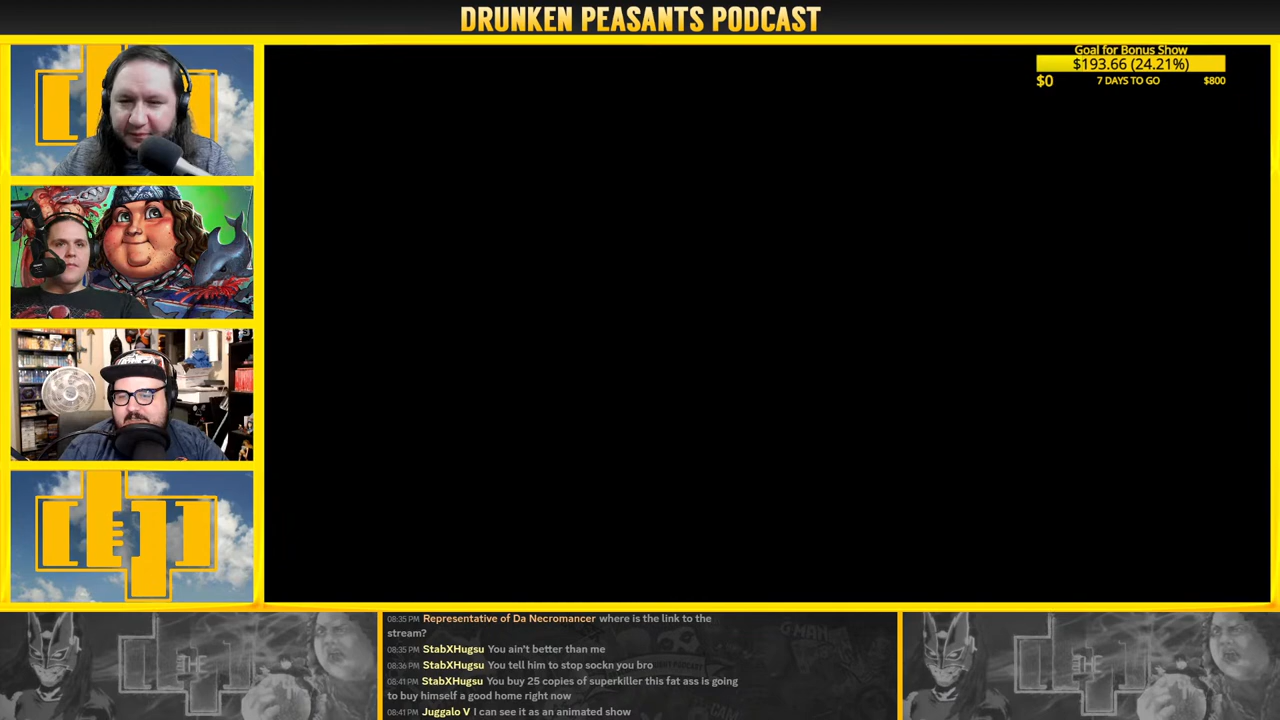 DRUNKEN PEASANTS PODCAST
Goal for Bonus Show
$193.66 (24.21%)
$0 7 DAYS TO GO $800
08:35 PM Representative of Da Necromancer where is the link to the
stream?
08:35 PM StabXHugsu You ain't better than me
08:36 PM StabXHugsu You tell him to stop sockn you bro
08:41 PM StabXHugsu You buy 25 copies of superkiller this fat ass is going
to buy himself a good home right now
08:41 PM Juggalo V I can see it as an animated show